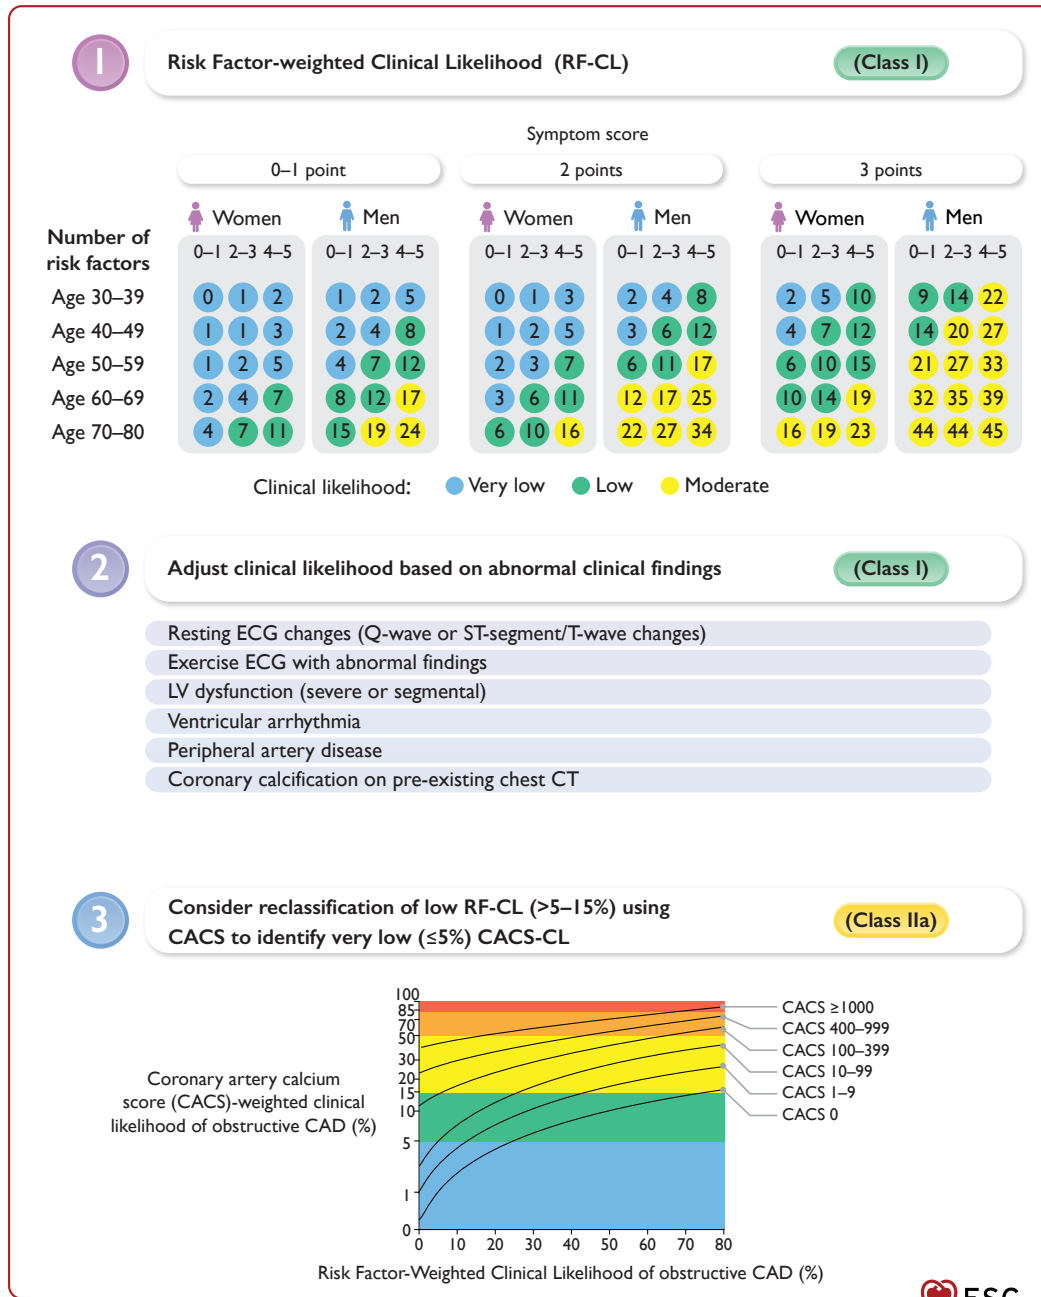 1
Risk Factor-weighted Clinical Likelihood (RF-CL)
(Class I)
Symptom score
0–1 point
2 points
3 points
Women Men Women Men Women Men
Number of risk factors
0–1 2–3 4–5 0–1 2–3 4–5 0–1 2–3 4–5 0–1 2–3 4–5 0–1 2–3 4–5 0–1 2–3 4–5
Age 30–39 0 1 2 1 2 5 0 1 3 2 4 8 2 5 10 9 14 22
Age 40–49 1 1 3 2 4 8 1 2 5 3 6 12 4 7 12 14 20 27
Age 50–59 1 2 5 4 7 12 2 3 7 6 11 17 6 10 15 21 27 33
Age 60–69 2 4 7 8 12 17 3 6 11 12 17 25 10 14 19 32 35 39
Age 70–80 4 7 11 15 19 24 6 10 16 22 27 34 16 19 23 44 44 45
Clinical likelihood: Very low Low Moderate
2
Adjust clinical likelihood based on abnormal clinical findings
(Class I)
Resting ECG changes (Q-wave or ST-segment/T-wave changes)
Exercise ECG with abnormal findings
LV dysfunction (severe or segmental)
Ventricular arrhythmia
Peripheral artery disease
Coronary calcification on pre-existing chest CT
3
Consider reclassification of low RF-CL (>5–15%) using
CACS to identify very low (≤5%) CACS-CL
(Class IIa)
Coronary artery calcium
score (CACS)-weighted clinical
likelihood of obstructive CAD (%)
100
85
70
50
30
20
15
10
5
1
0
CACS ≥1000
CACS 400–999
CACS 100–399
CACS 10–99
CACS 1–9
CACS 0
0 10 20 30 40 50 60 70 80
Risk Factor-Weighted Clinical Likelihood of obstructive CAD (%)
ESC